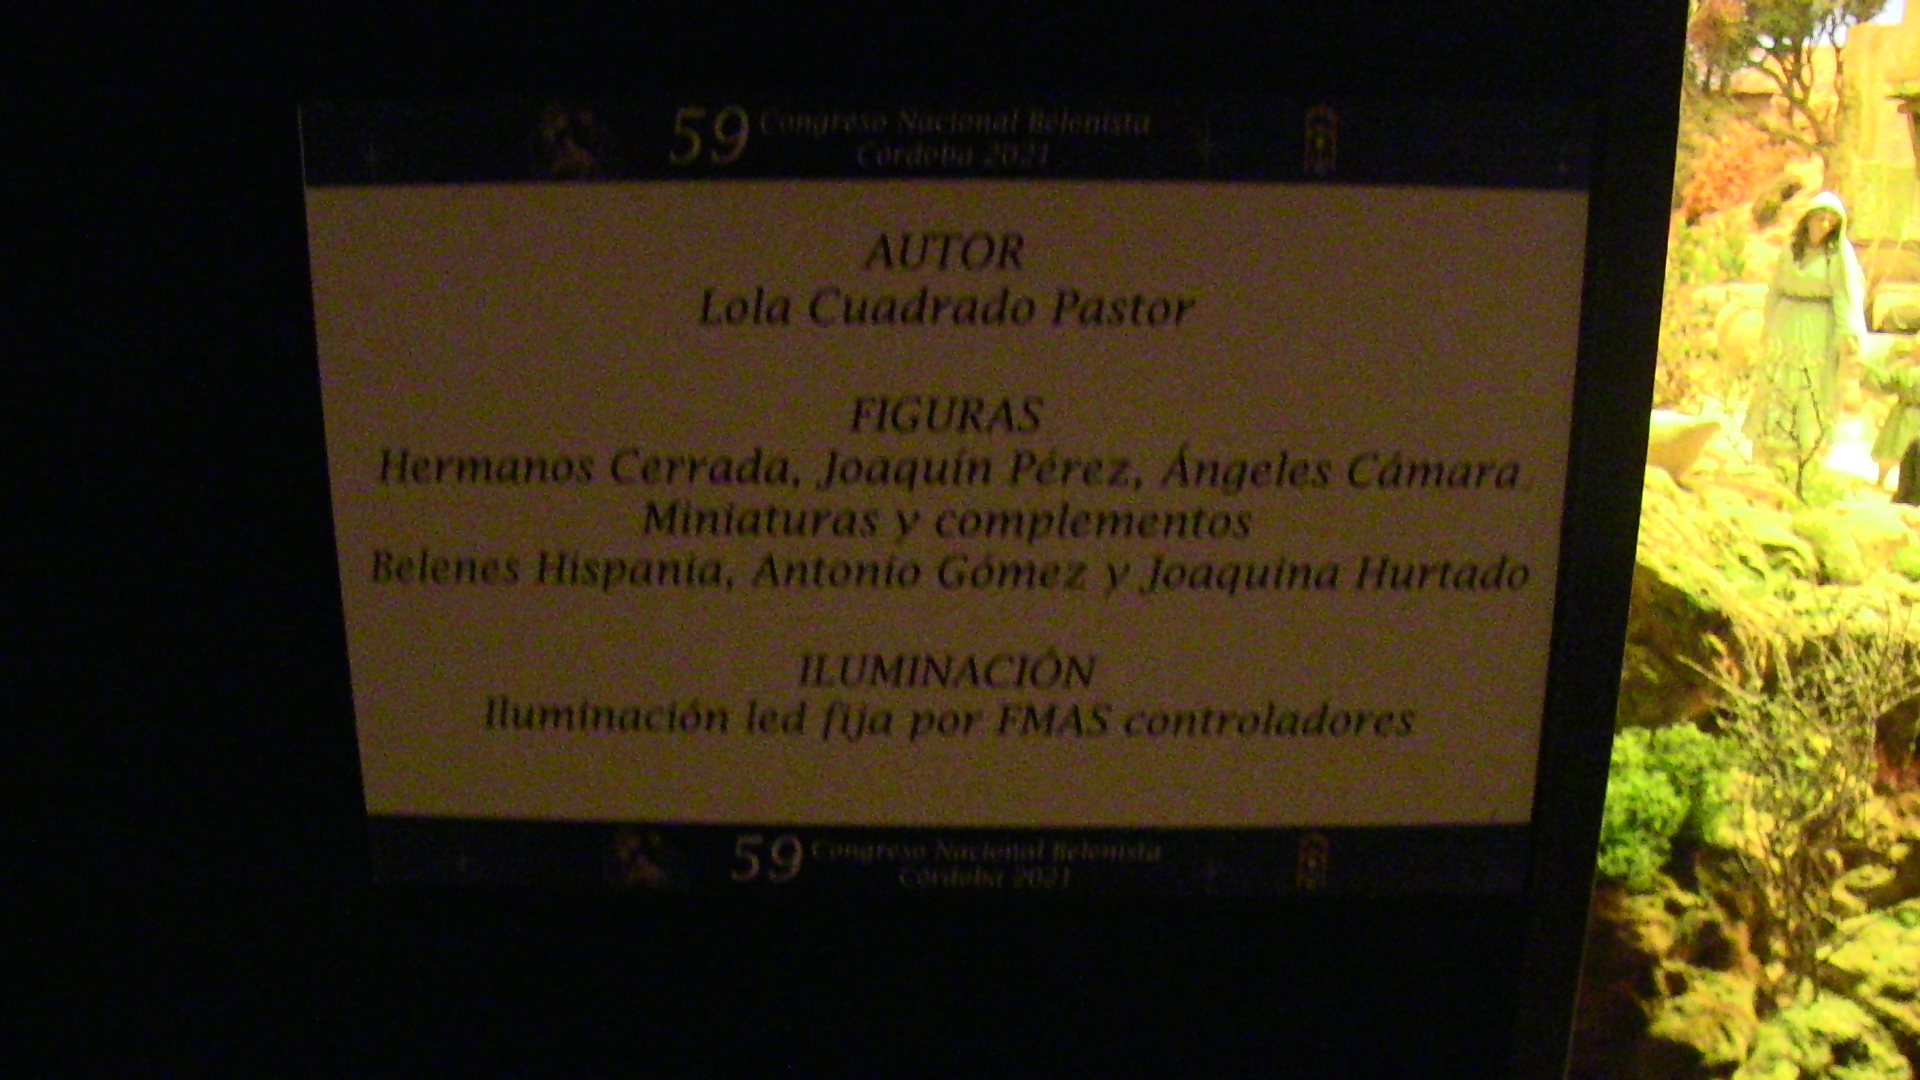 59 Congreso Nacional Belenista
Córdoba 2021
AUTOR
Lola Cuadrado Pastor
FIGURAS
Hermanos Cerrada, Joaquín Pérez, Ángeles Cámara
Miniaturas y complementos
Belenes Hispania, Antonio Gómez y Joaquina Hurtado
ILUMINACIÓN
Iluminación led fija por FMAS controladores
59 Congreso Nacional Belenista
Córdoba 2021